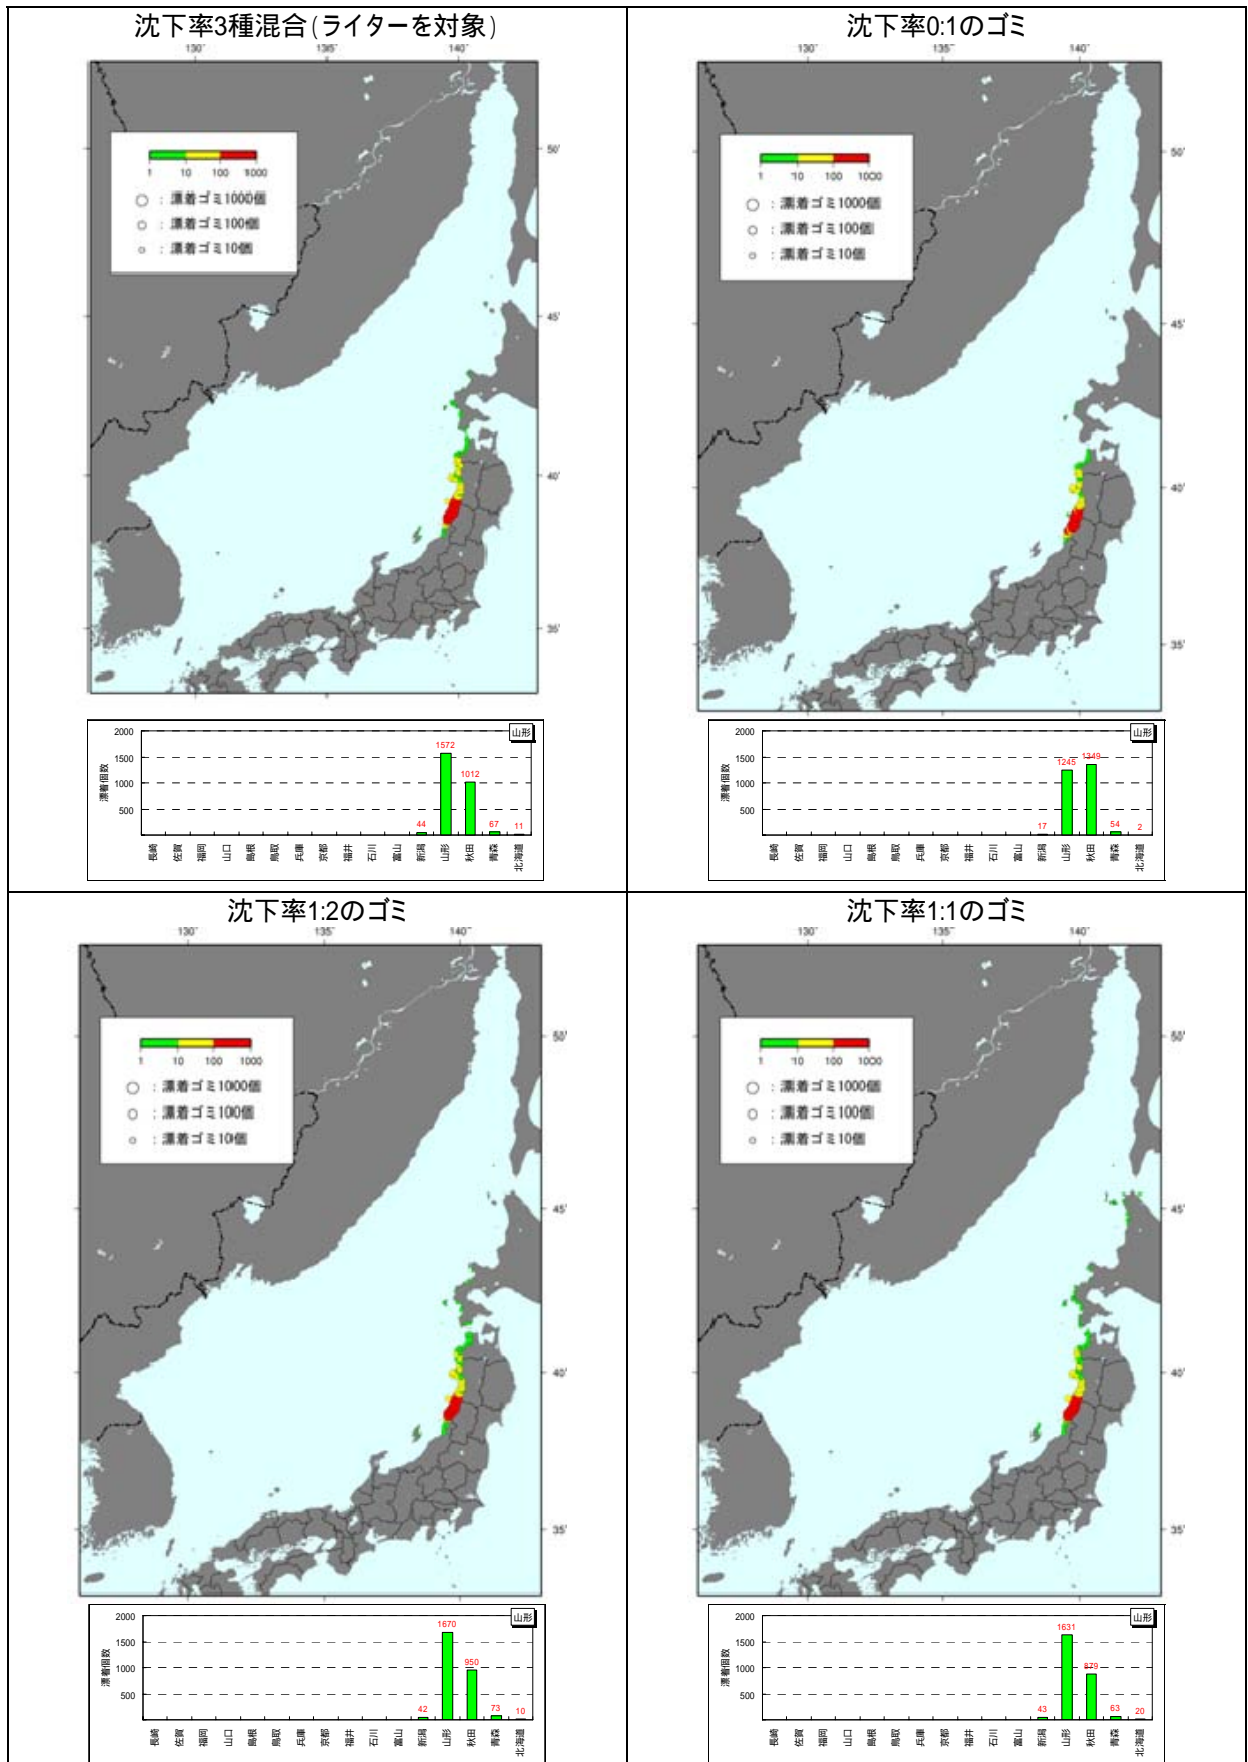 沈下率3種混合(ライターを対象)
130° 135° 140°
50°
45°
40°
35°
1 10 100 1000
○ : 漂着ゴミ1000個
○ : 漂着ゴミ100個
○ : 漂着ゴミ10個
山形
漂着個数
2000
1500
1000
500
44 1572 1012 67 11
長崎 佐賀 福岡 山口 島根 鳥取 兵庫 京都 福井 石川 富山 新潟 山形 秋田 青森 北海道
沈下率0:1のゴミ
130° 135° 140°
50°
45°
40°
35°
1 10 100 1000
○ : 漂着ゴミ1000個
○ : 漂着ゴミ100個
○ : 漂着ゴミ10個
山形
漂着個数
2000
1500
1000
500
17 1245 1349 54 2
長崎 佐賀 福岡 山口 島根 鳥取 兵庫 京都 福井 石川 富山 新潟 山形 秋田 青森 北海道
沈下率1:2のゴミ
130° 135° 140°
50°
45°
40°
35°
1 10 100 1000
○ : 漂着ゴミ1000個
○ : 漂着ゴミ100個
○ : 漂着ゴミ10個
山形
漂着個数
2000
1500
1000
500
42 1670 950 73 10
長崎 佐賀 福岡 山口 島根 鳥取 兵庫 京都 福井 石川 富山 新潟 山形 秋田 青森 北海道
沈下率1:1のゴミ
130° 135° 140°
50°
45°
40°
35°
1 10 100 1000
○ : 漂着ゴミ1000個
○ : 漂着ゴミ100個
○ : 漂着ゴミ10個
山形
漂着個数
2000
1500
1000
500
43 1631 879 63 20
長崎 佐賀 福岡 山口 島根 鳥取 兵庫 京都 福井 石川 富山 新潟 山形 秋田 青森 北海道